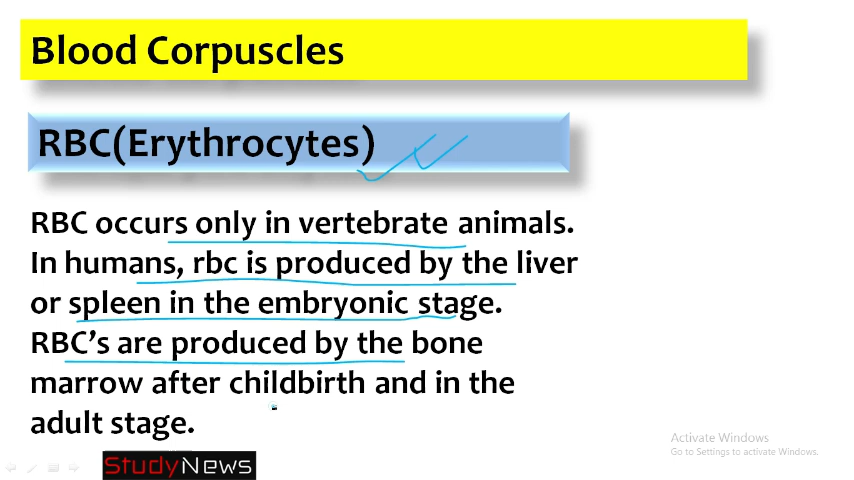 Blood Corpuscles
RBC(Erythrocytes)
RBC occurs only in vertebrate animals.
In humans, rbc is produced by the liver
or spleen in the embryonic stage.
RBC’s are produced by the bone
marrow after childbirth and in the
adult stage.
Activate Windows
Go to Settings to activate Windows.
StudyNews